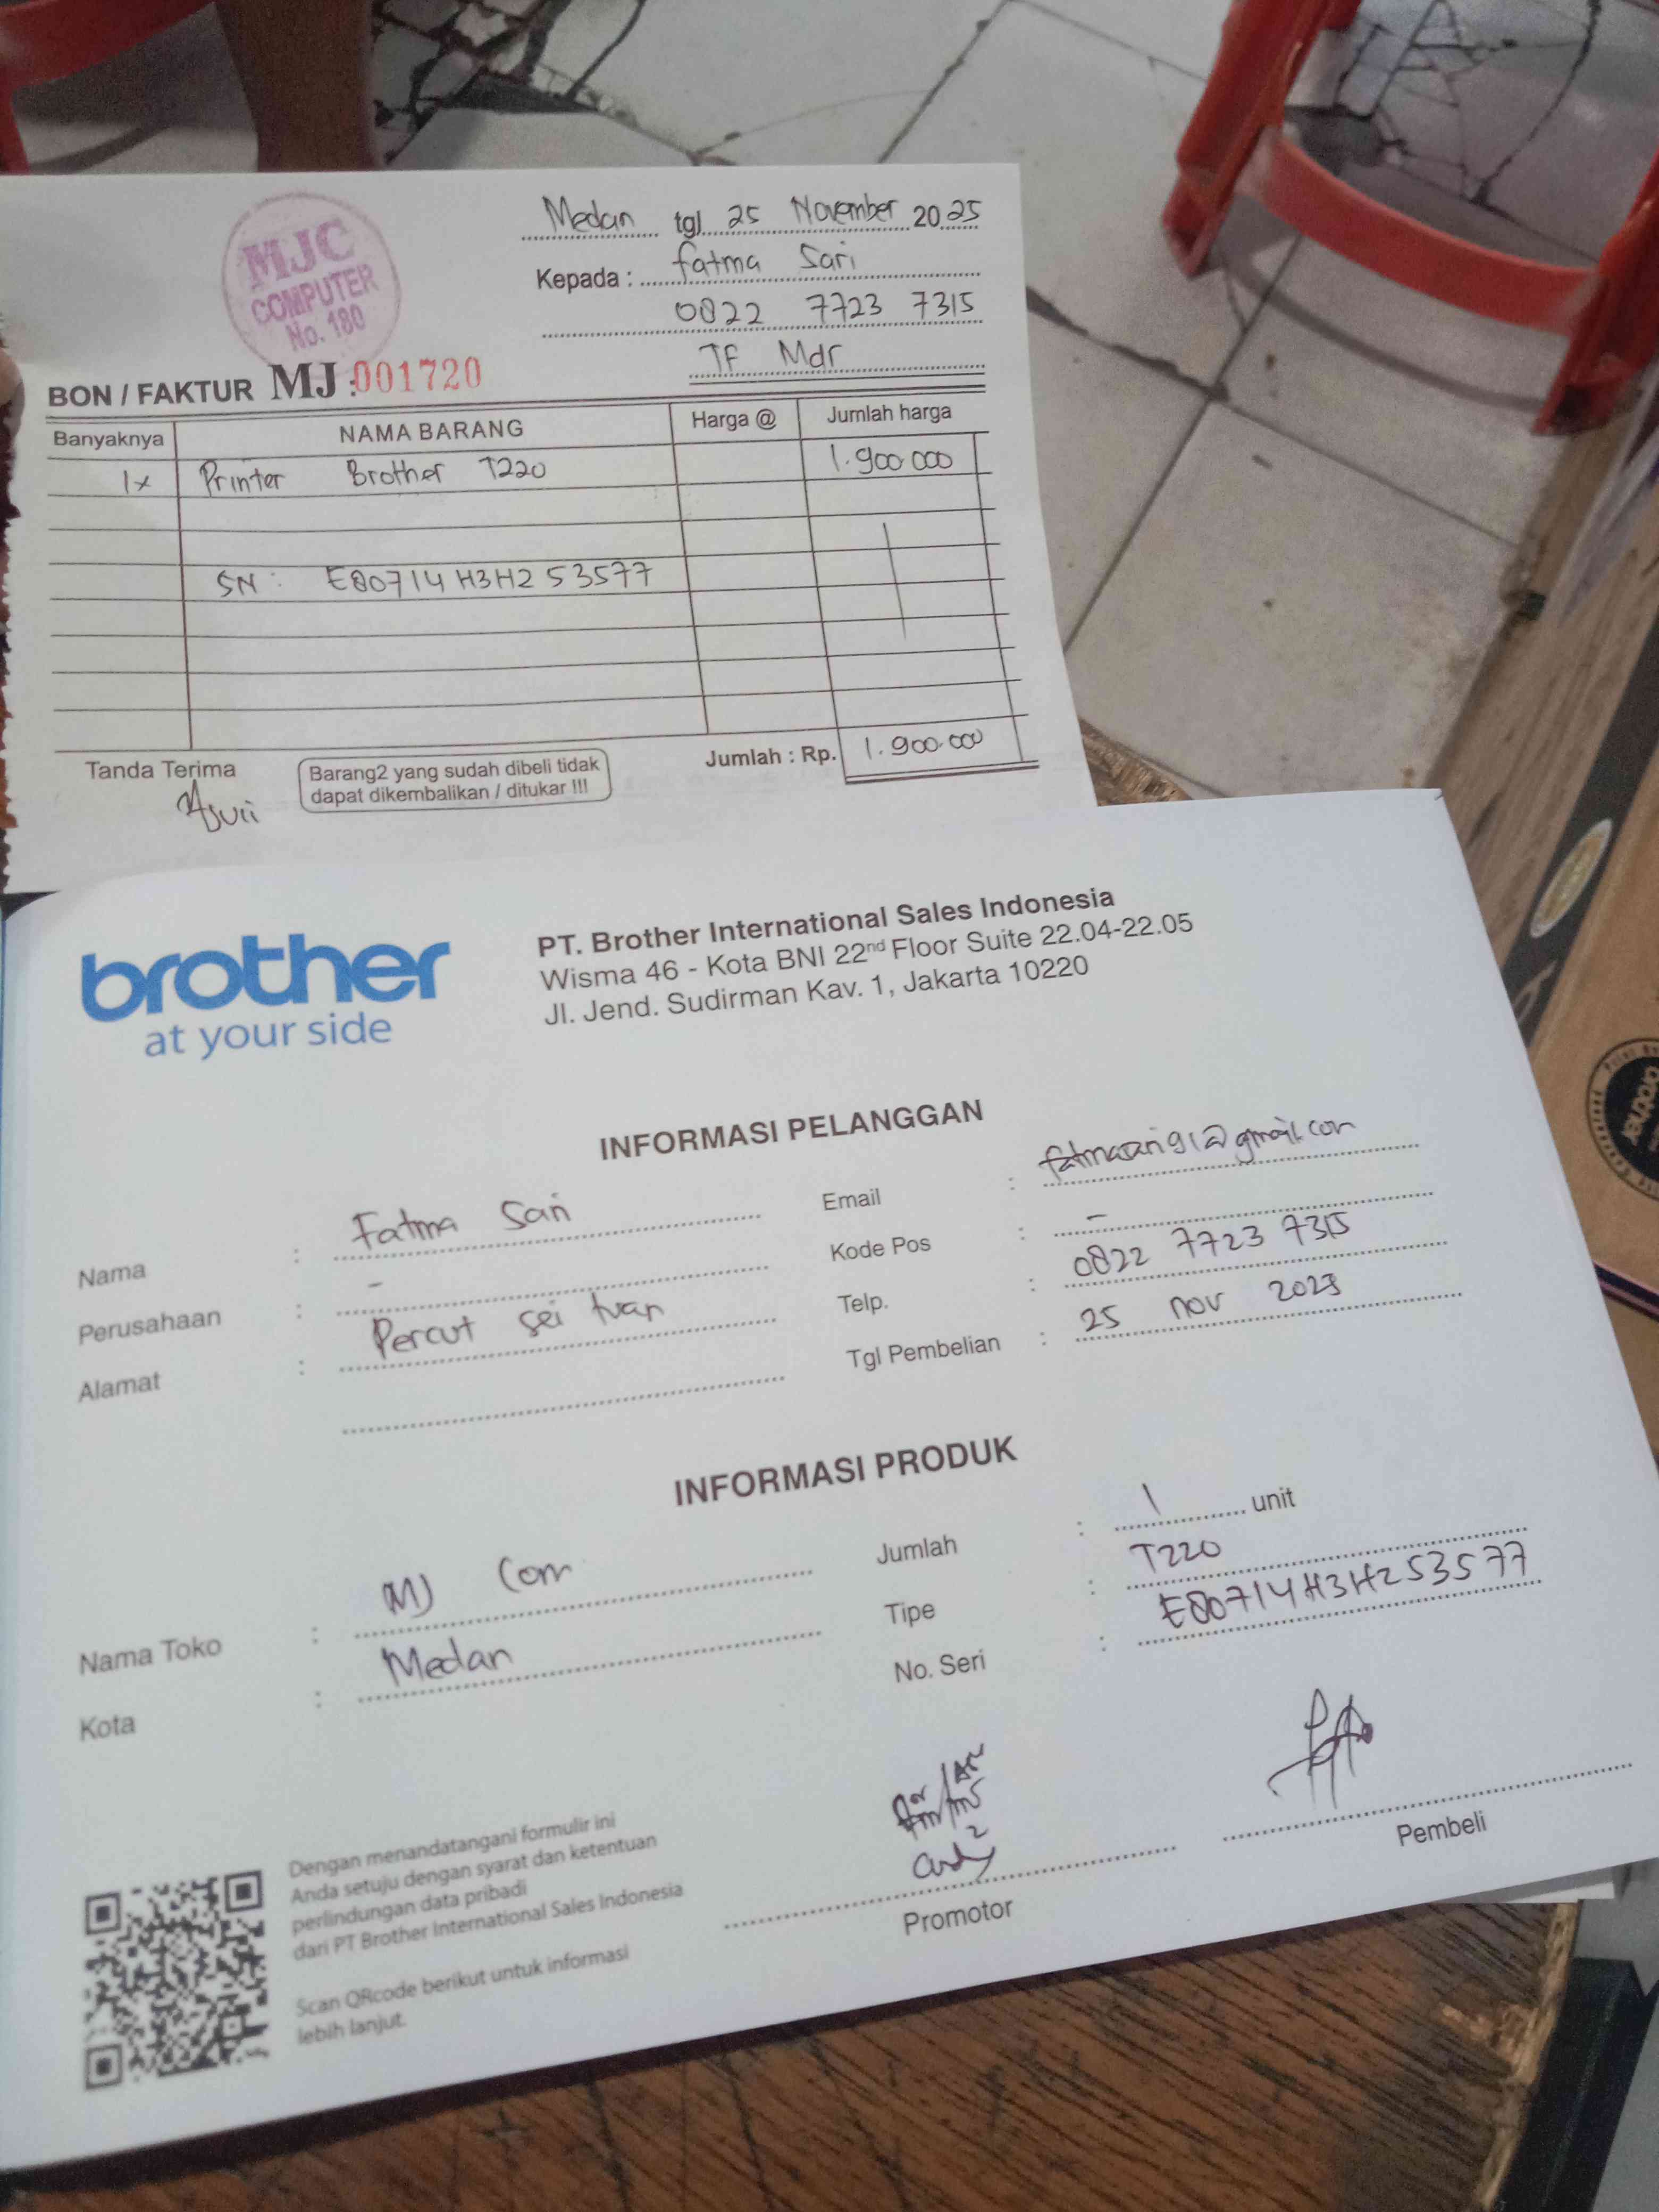 MJC
COMPUTER
No. 180
Medan tgl 25 November 2025
Kepada : fatma Sari
0822 7723 7315
TF Mdr
BON / FAKTUR MJ : 001720
Banyaknya NAMA BARANG Harga @ Jumlah harga
1x Printer Brother T220 1.900.000
SN : E80714H3H253577
Jumlah : Rp. 1.900.000
Tanda Terima
Barang2 yang sudah dibeli tidak
dapat dikembalikan / ditukar !!!
brother
at your side
PT. Brother International Sales Indonesia
Wisma 46 - Kota BNI 22nd Floor Suite 22.04-22.05
Jl. Jend. Sudirman Kav. 1, Jakarta 10220
INFORMASI PELANGGAN
Nama : Fatma Sari
Perusahaan : -
Alamat : Percut sei tuan
Email : fatmasari91@gmail.com
Kode Pos : -
Telp. : 0822 7723 7315
Tgl Pembelian : 25 nov 2025
INFORMASI PRODUK
Nama Toko : MJ Com
Kota : Medan
Jumlah : 1 unit
Tipe : T220
No. Seri : E80714H3H253577
Dengan menandatangani formulir ini
Anda setuju dengan syarat dan ketentuan
perlindungan data pribadi
dari PT Brother International Sales Indonesia
Scan QRcode berikut untuk informasi
lebih lanjut.
Promotor
Pembeli